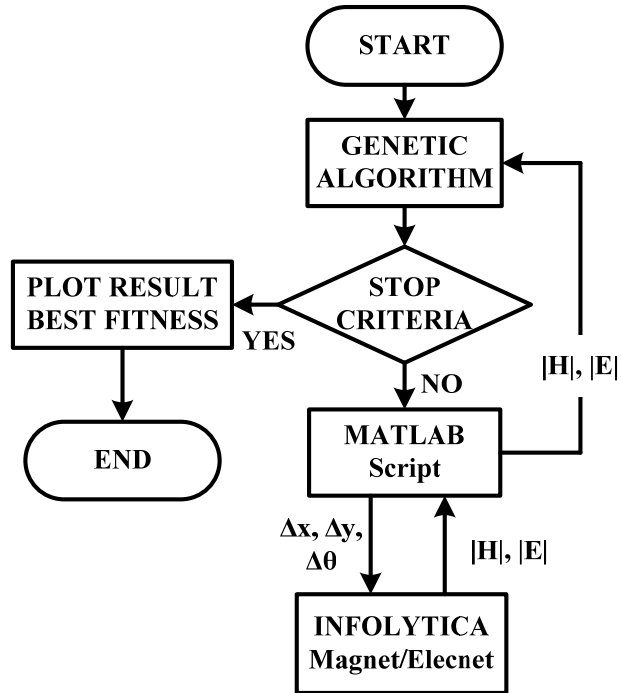 START
GENETIC
ALGORITHM
STOP
CRITERIA
PLOT RESULT
BEST FITNESS
YES
END
NO
|H|, |E|
MATLAB
Script
Δx, Δy,
Δθ
|H|, |E|
INFOLYTICA
Magnet/Elecnet